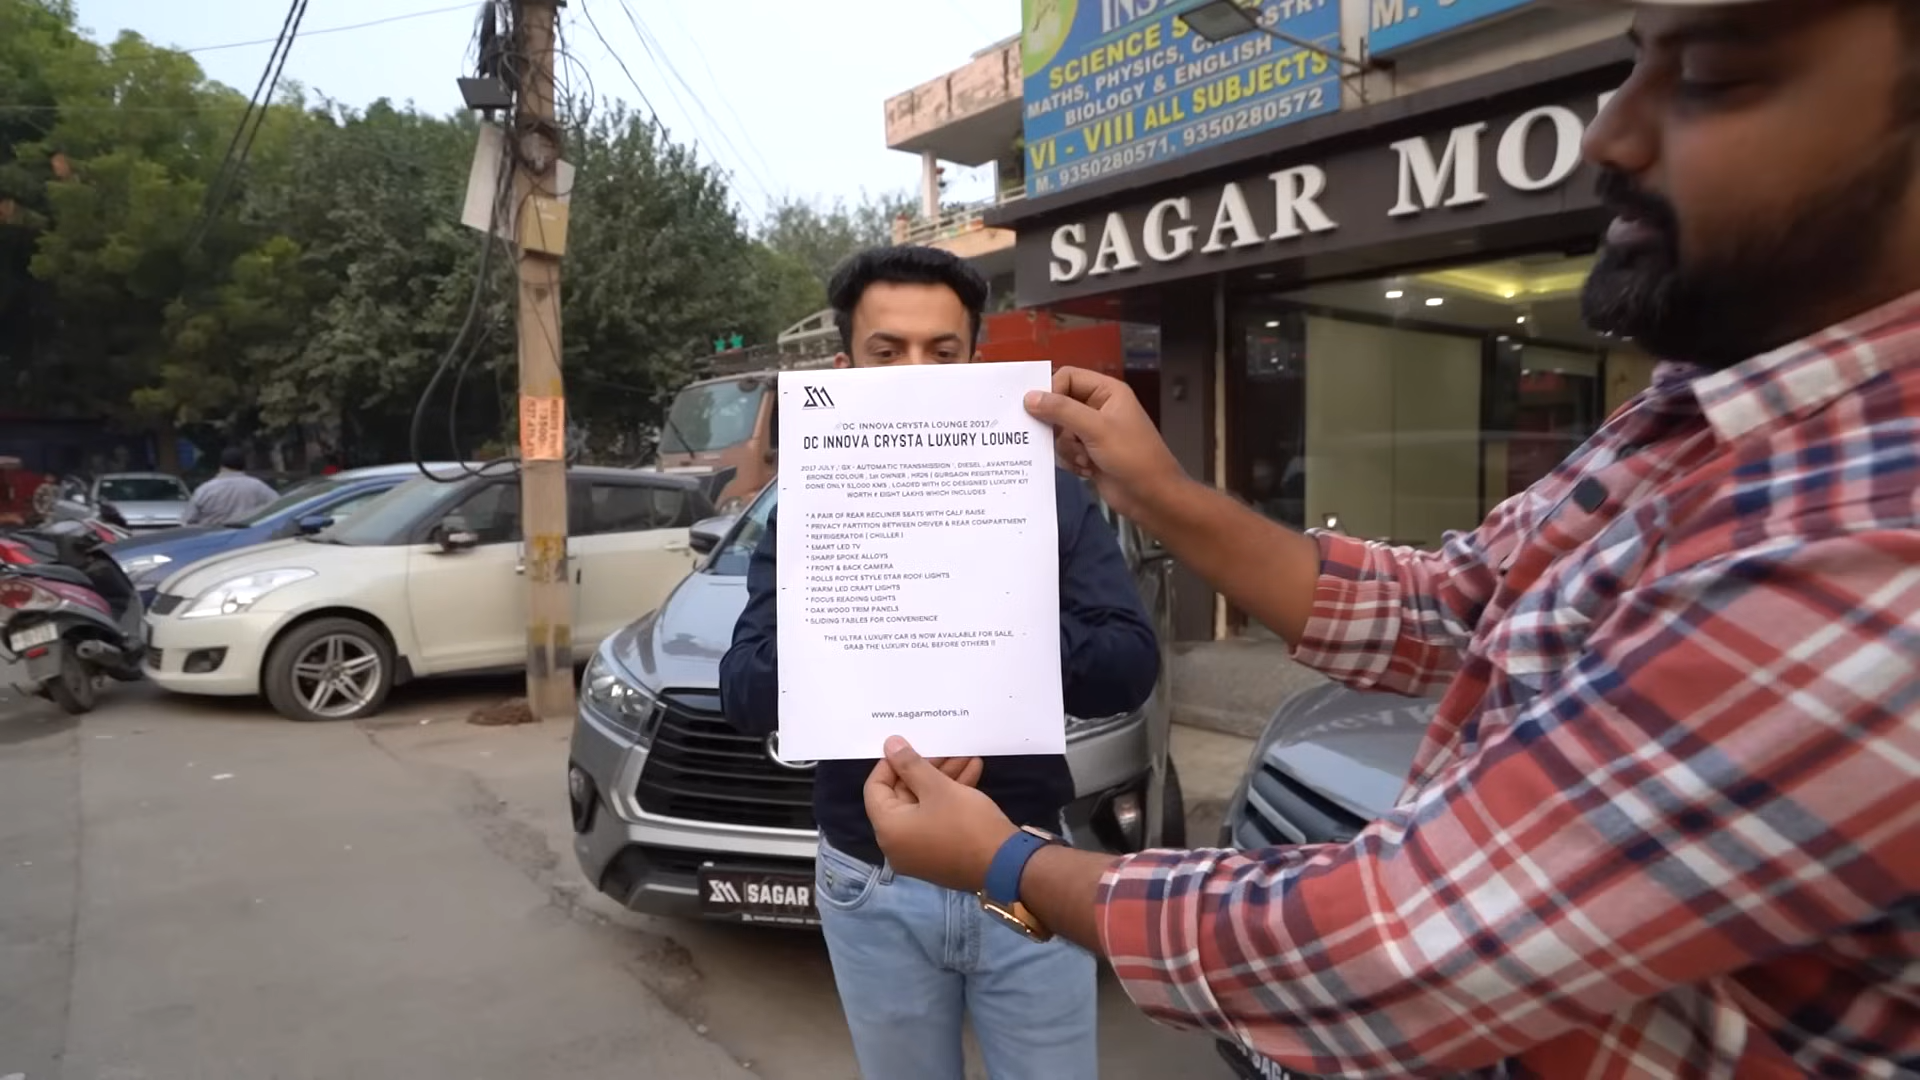 SCIENCE
MATHS, PHYSICS,
BIOLOGY & ENGLISH
VI - VIII ALL SUBJECTS
M. 9350280571, 9350280572
M.
SAGAR
SM
DC INNOVA CRYSTA LOUNGE 2017
DC INNOVA CRYSTA LUXURY LOUNGE
2017 JULY, GX - AUTOMATIC TRANSMISSION, DIESEL, AVANTGARDE
BRONZE COLOUR, 1st OWNER, HR26 ( GURGAON REGISTRATION ),
DONE ONLY 51,000 KMS, LOADED WITH DC DESIGNED LUXURY KIT
WORTH ₹ EIGHT LAKHS WHICH INCLUDES
* A PAIR OF REAR RECLINER SEATS WITH CALF RAISE
* PRIVACY PARTITION BETWEEN DRIVER & REAR COMPARTMENT
* REFRIGERATOR ( CHILLER )
* SMART LED TV
* SHARP SPOKE ALLOYS
* FRONT & BACK CAMERA
* ROLLS ROYCE STYLE STAR ROOF LIGHTS
* WARM LED CRAFT LIGHTS
* FOCUS READING LIGHTS
* OAK WOOD TRIM PANELS
* SLIDING TABLES FOR CONVENIENCE
THE ULTRA LUXURY CAR IS NOW AVAILABLE FOR SALE,
GRAB THE LUXURY DEAL BEFORE OTHERS !!
www.sagarmotors.in
SM SAGAR